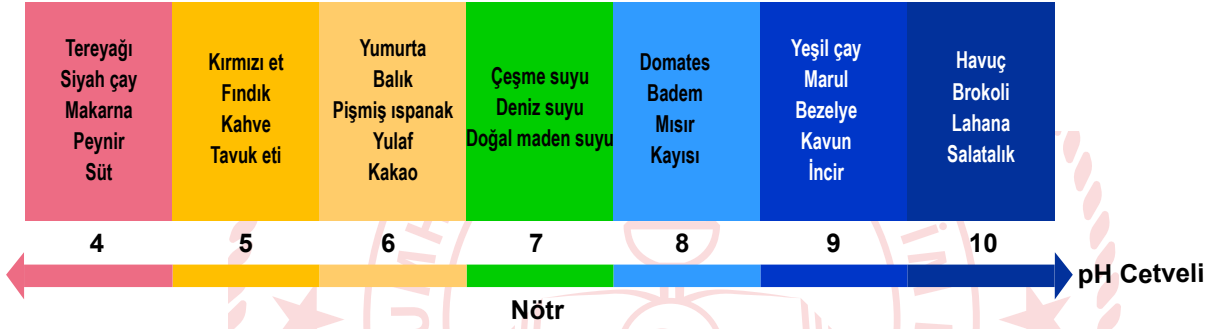 Tereyağı
Siyah çay
Makarna
Peynir
Süt
Kırmızı et
Fındık
Kahve
Tavuk eti
Yumurta
Balık
Pişmiş ıspanak
Yulaf
Kakao
Çeşme suyu
Deniz suyu
Doğal maden suyu
Domates
Badem
Mısır
Kayısı
Yeşil çay
Marul
Bezelye
Kavun
İncir
Havuç
Brokoli
Lahana
Salatalık
4 5 6 7 8 9 10
pH Cetveli
Nötr